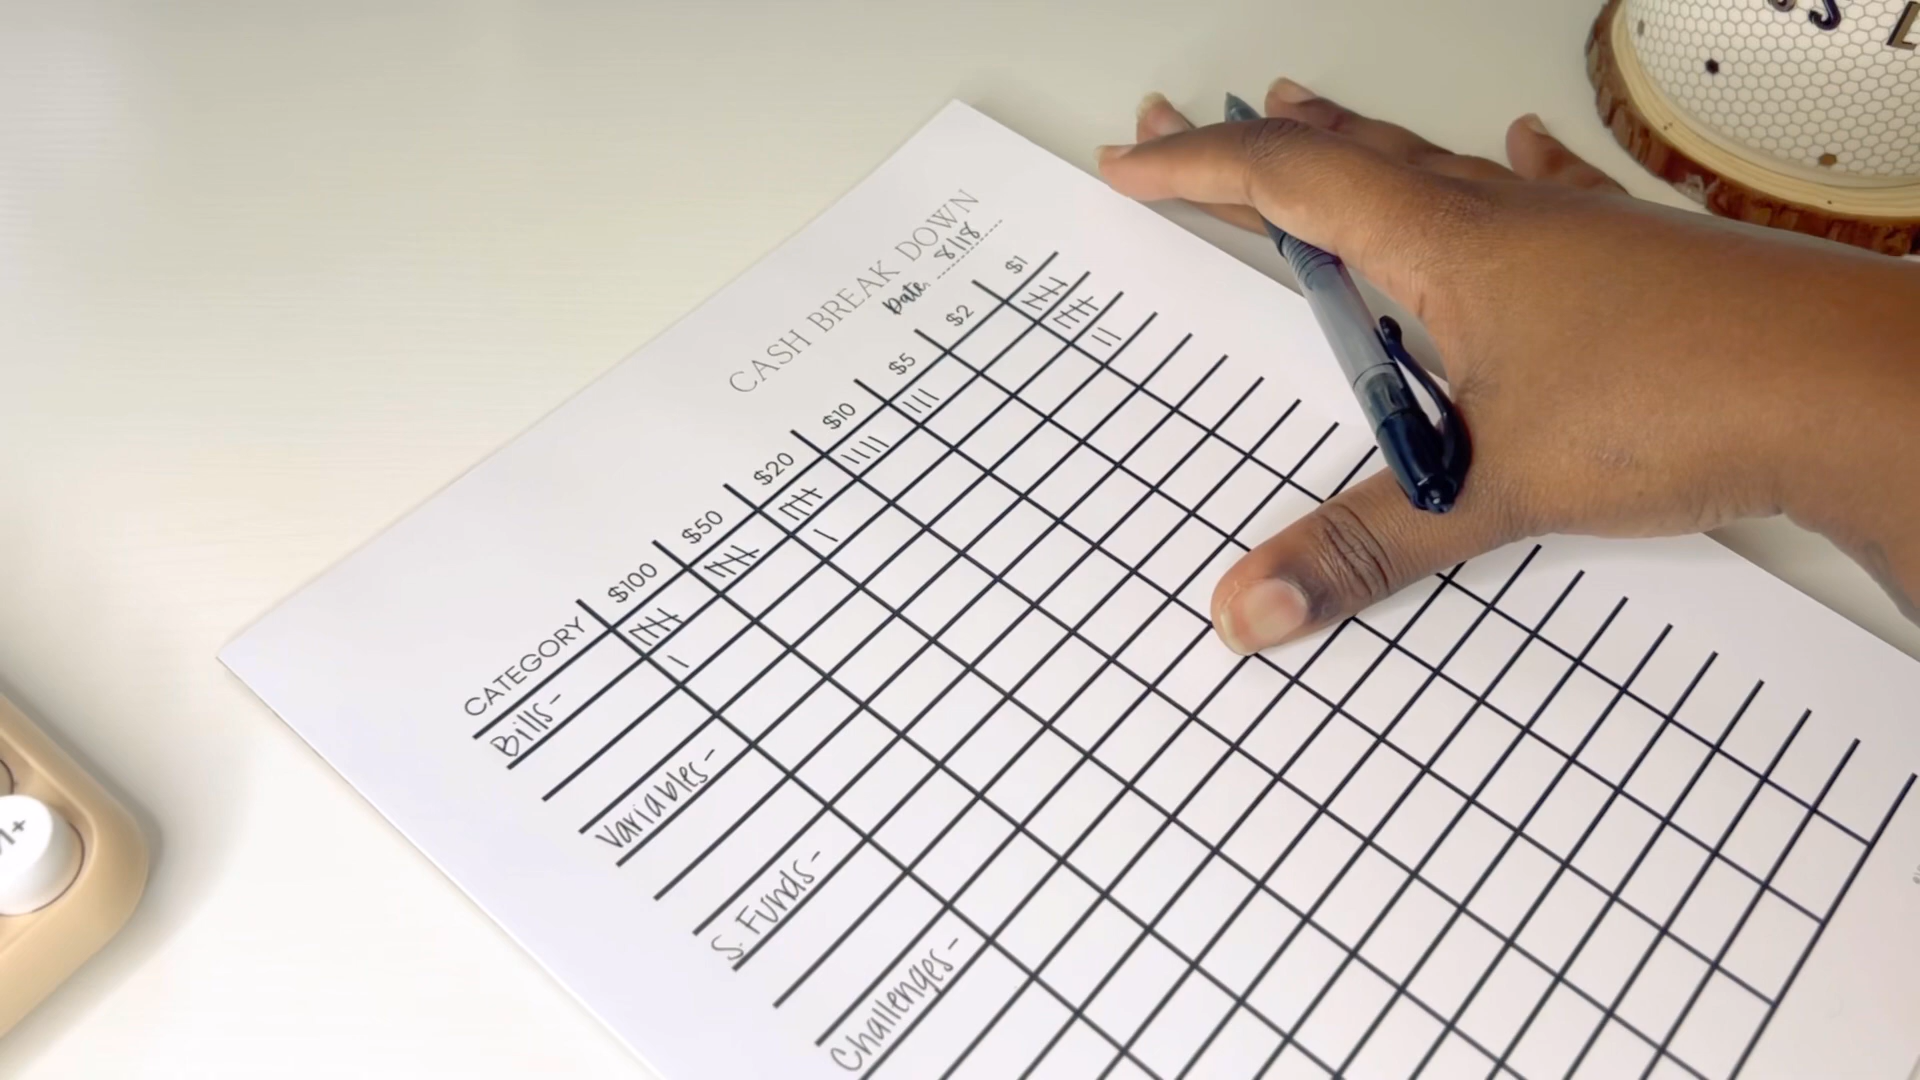 CASH BREAK DOWN
Date: 8/18
CATEGORY $100 $50 $20 $10 $5 $2 $1
Bills-
Variables-
S. Funds-
Challenges-